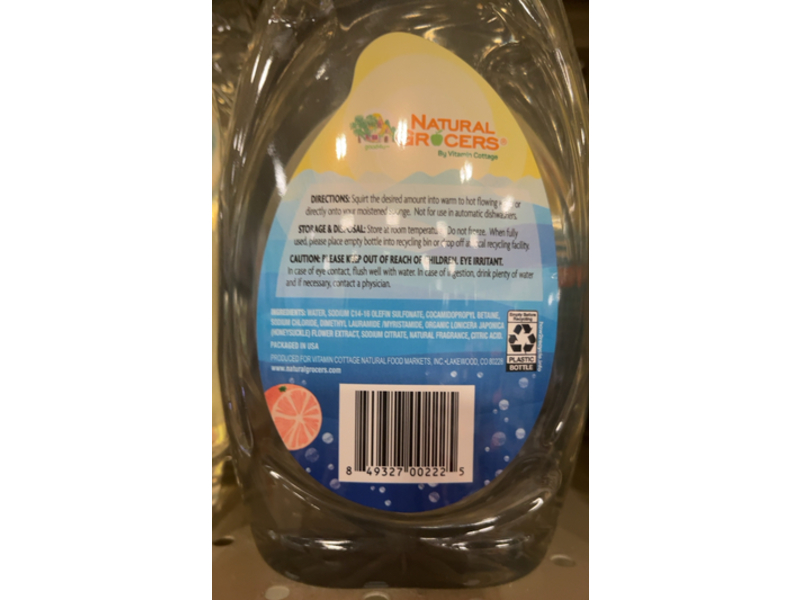 NATURAL
GROCERS®
By Vitamin Cottage
DIRECTIONS: Squirt the desired amount into warm to hot flowing or
directly onto your moistened sponge. Not for use in automatic dishwashers.
STORAGE & DISPOSAL: Store at room temperature. Do not freeze. When fully
used, please place empty bottle into recycling bin or drop off at local recycling facility.
CAUTION: PLEASE KEEP OUT OF REACH OF CHILDREN. EYE IRRITANT.
In case of eye contact, flush well with water. In case of ingestion, drink plenty of water
and if necessary, contact a physician.
INGREDIENTS: WATER, SODIUM C14-16 OLEFIN SULFONATE, COCAMIDOPROPYL BETAINE,
SODIUM CHLORIDE, DIMETHYL LAURAMIDE /MYRISTAMIDE, ORGANIC LONICERA JAPONICA
(HONEYSUCKLE) FLOWER EXTRACT, SODIUM CITRATE, NATURAL FRAGRANCE, CITRIC ACID.
PACKAGED IN USA
PRODUCED FOR VITAMIN COTTAGE NATURAL FOOD MARKETS, INC. • LAKEWOOD, CO 80228
www.naturalgrocers.com
Empty Before
Recycling
PLASTIC
BOTTLE
8 49327 00222 5